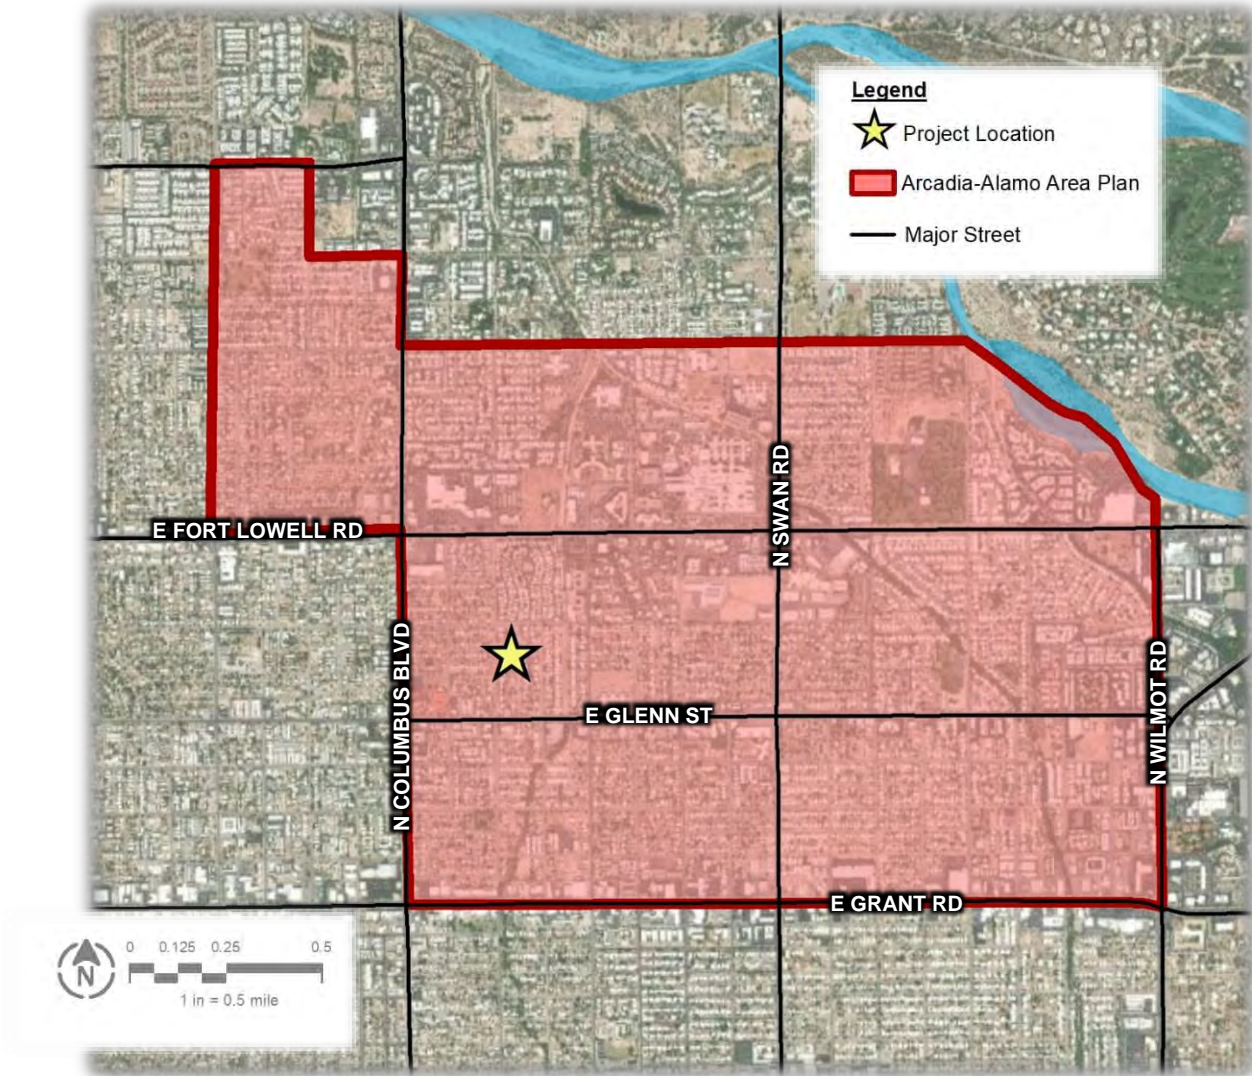 Legend
Project Location
Arcadia-Alamo Area Plan
Major Street
N SWAN RD
E FORT LOWELL RD
N COLUMBUS BLVD
N WILMOT RD
E GLENN ST
E GRANT RD
0 0.125 0.25 0.5
N
1 in = 0.5 mile